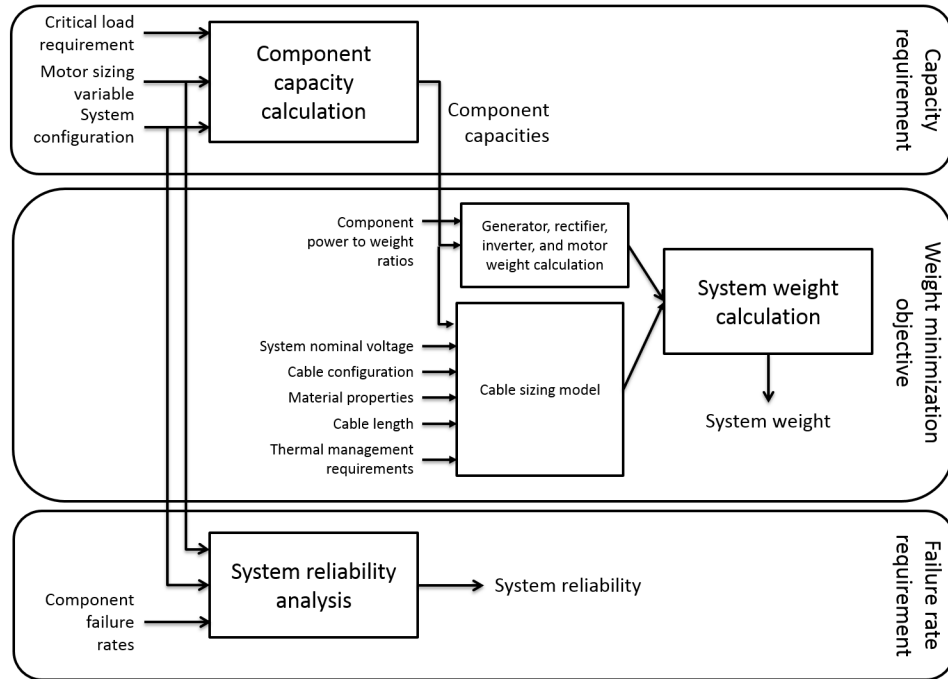 Critical load
requirement
Motor sizing
variable
System
configuration
Component
capacity
calculation
Component
capacities
Capacity
requirement
Component
power to weight
ratios
Generator, rectifier,
inverter, and motor
weight calculation
System weight
calculation
System nominal voltage
Cable configuration
Material properties
Cable length
Thermal management
requirements
Cable sizing model
System weight
Weight minimization
objective
Component
failure
rates
System reliability
analysis
System reliability
Failure rate
requirement